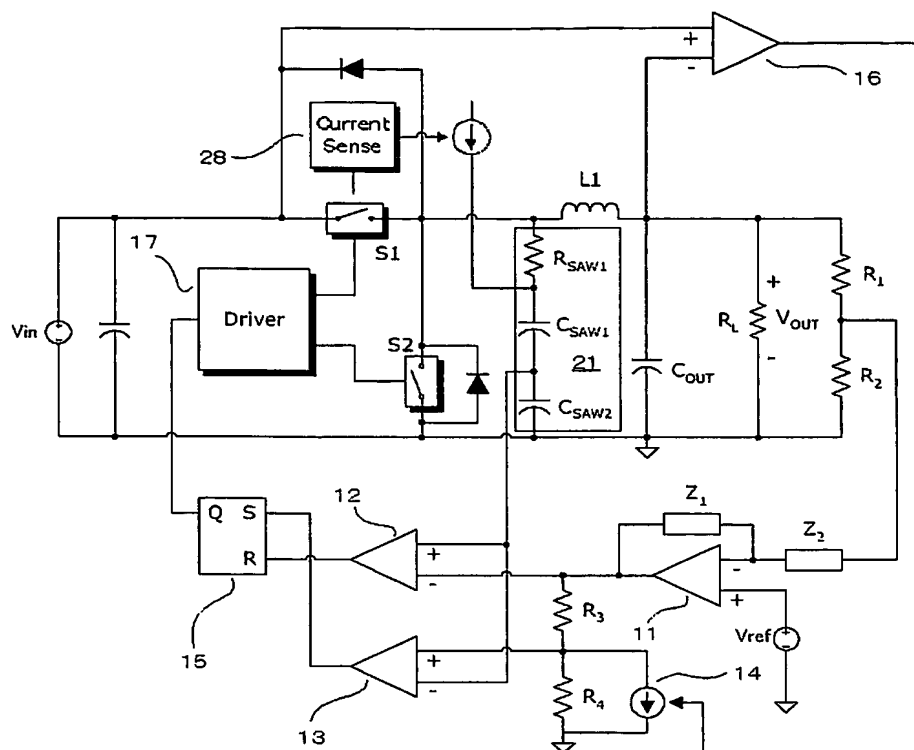 +
-
16
28
Current
Sense
L1
17
S1
R_SAW1
R_1
Vin
Driver
C_SAW1
R_L
+
V_OUT
-
S2
21
C_OUT
R_2
C_SAW2
Z_1
12
Q S
R
+
-
Z_2
-
+
R_3
11
Vref
15
14
+
-
R_4
13